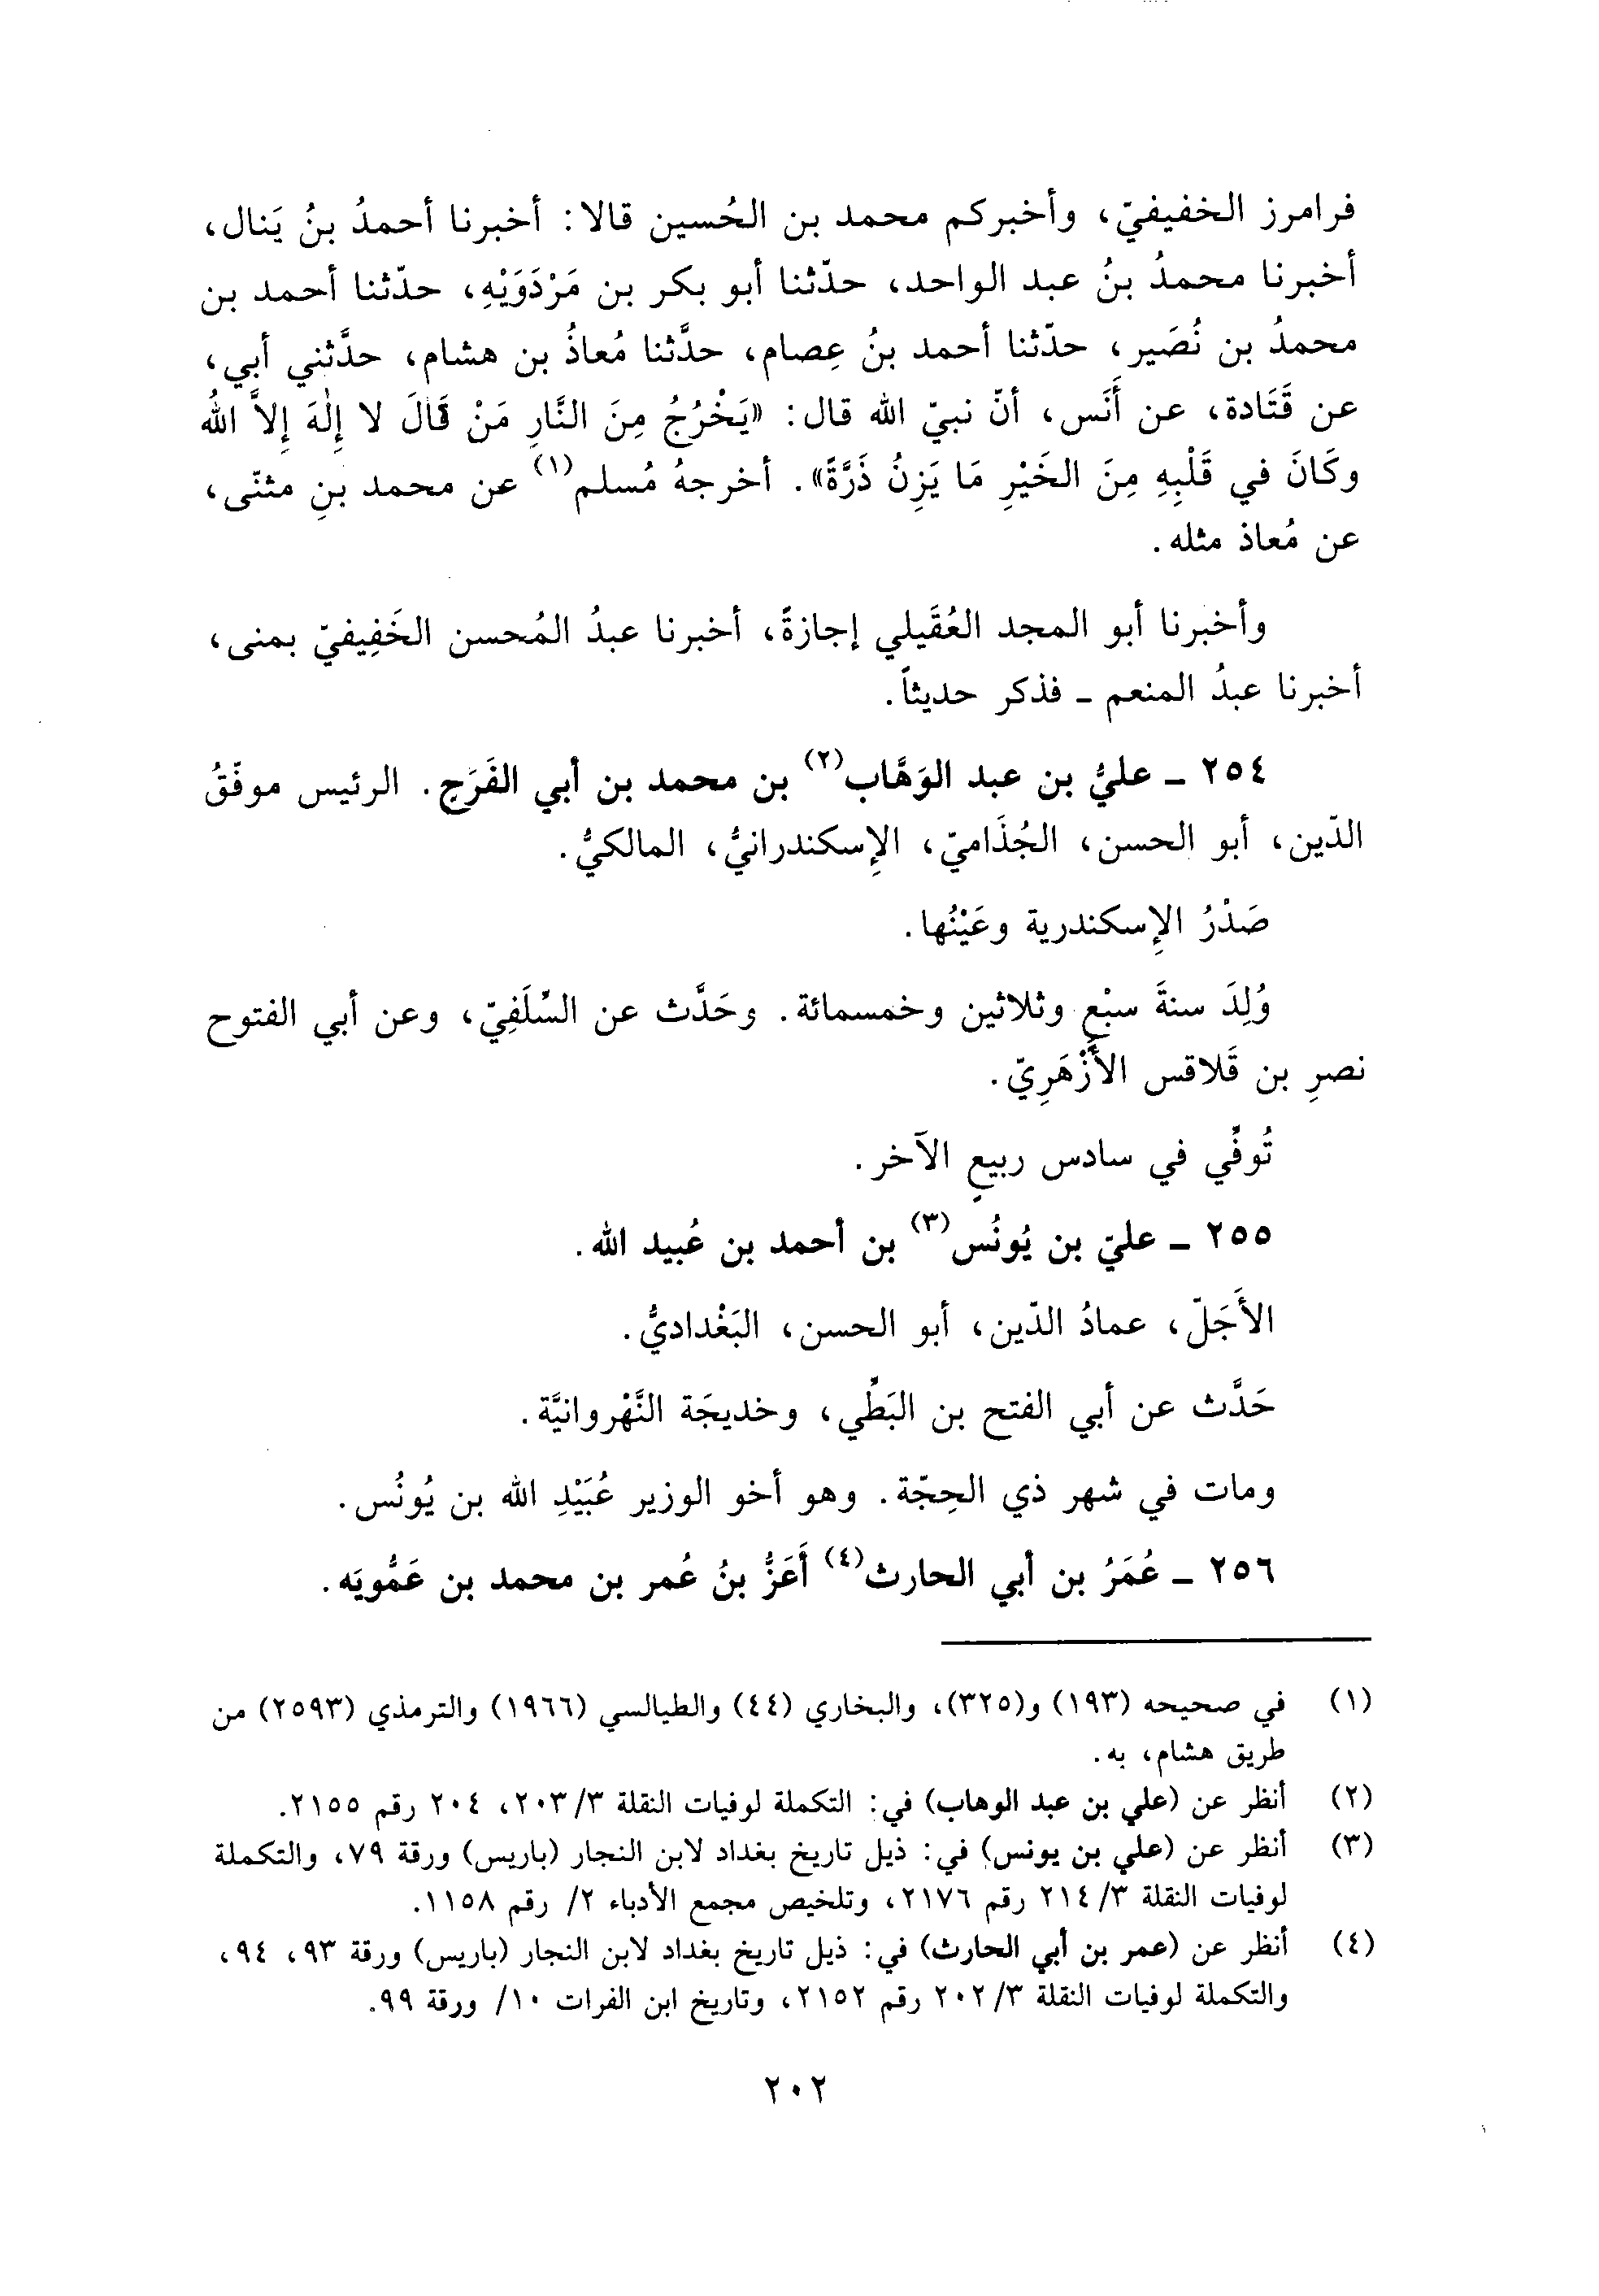 فرامرز الخفيفيّ، وأخبركم محمد بن الحُسين قالا: أخبرنا أحمدُ بنُ يَنال،
أخبرنا محمدُ بنُ عبد الواحد، حدّثنا أبو بكر بن مَرْدَوَيْهِ، حدّثنا أحمد بن
محمدُ بن نُصَير، حدّثنا أحمد بنُ عِصام، حدَّثنا مُعاذُ بن هشام، حدَّثني أبي،
عن قَتَادة، عن أَنَس، أنّ نبيّ الله قال: «يَخْرُجُ مِنَ النَّارِ مَنْ قَالَ لا إِلٰهَ إِلاَّ اللهُ
وكَانَ في قَلْبِهِ مِنَ الخَيْرِ مَا يَزِنُ ذَرَّةً». أخرجهُ مُسلم(١) عن محمد بنِ مثنّى،
عن مُعاذ مثله.
وأخبرنا أبو المجد العُقَيلي إجازةً، أخبرنا عبدُ المُحسن الخَفِيفيّ بمنى،
أخبرنا عبدُ المنعم ـ فذكر حديثاً.
٢٥٤ ـ عليُّ بن عبد الوَهَّاب(٢) بن محمد بن أبي الفَرَج. الرئيس موفّقُ
الدّين، أبو الحسن، الجُذَاميّ، الإسكندرانيُّ، المالكيُّ.
صَدْرُ الإسكندرية وعَيْنُها.
وُلِدَ سنةَ سبْعٍ وثلاثين وخمسمائة. وحَدَّث عن السِّلَفِيّ، وعن أبي الفتوح
نصرِ بن قَلاقس الأَزْهَرِيّ.
تُوفِّي في سادس ربيعٍ الآخر.
٢٥٥ ـ عليّ بن يُونُس(٣) بن أحمد بن عُبيد الله.
الأَجَلّ، عمادُ الدّين، أبو الحسن، البَغْداديُّ.
حَدَّث عن أبي الفتح بن البَطِّي، وخديجَة النَّهْروانيَّة.
ومات في شهر ذي الحِجّة. وهو أخو الوزير عُبَيْدِ الله بن يُونُس.
٢٥٦ ـ عُمَرُ بن أبي الحارث(٤) أَعَزُّ بنُ عُمر بن محمد بن عَمُّويَه.
(١) في صحيحه (١٩٣) و(٣٢٥)، والبخاري (٤٤) والطيالسي (١٩٦٦) والترمذي (٢٥٩٣) من
طريق هشام، به.
(٢) أنظر عن (علي بن عبد الوهاب) في: التكملة لوفيات النقلة ٣/ ٢٠٣، ٢٠٤ رقم ٢١٥٥.
(٣) أنظر عن (علي بن يونس) في: ذيل تاريخ بغداد لابن النجار (باريس) ورقة ٧٩، والتكملة
لوفيات النقلة ٣/ ٢١٤ رقم ٢١٧٦، وتلخيص مجمع الأدباء ٢/ رقم ١١٥٨.
(٤) أنظر عن (عمر بن أبي الحارث) في: ذيل تاريخ بغداد لابن النجار (باريس) ورقة ٩٣، ٩٤،
والتكملة لوفيات النقلة ٣/ ٢٠٢ رقم ٢١٥٢، وتاريخ ابن الفرات ١٠/ ورقة ٩٩.
٢٠٢